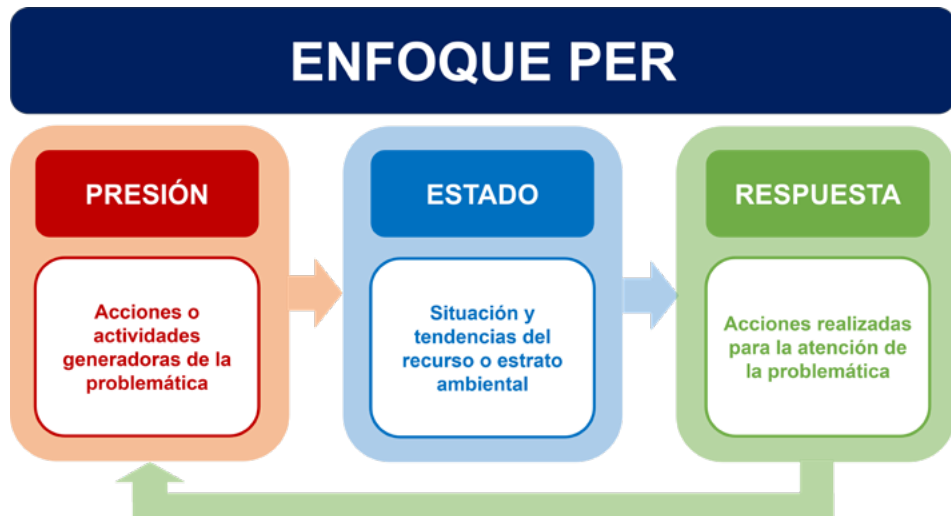 ENFOQUE PER
PRESIÓN
Acciones o
actividades
generadoras de la
problemática
ESTADO
Situación y
tendencias del
recurso o estrato
ambiental
RESPUESTA
Acciones realizadas
para la atención de
la problemática